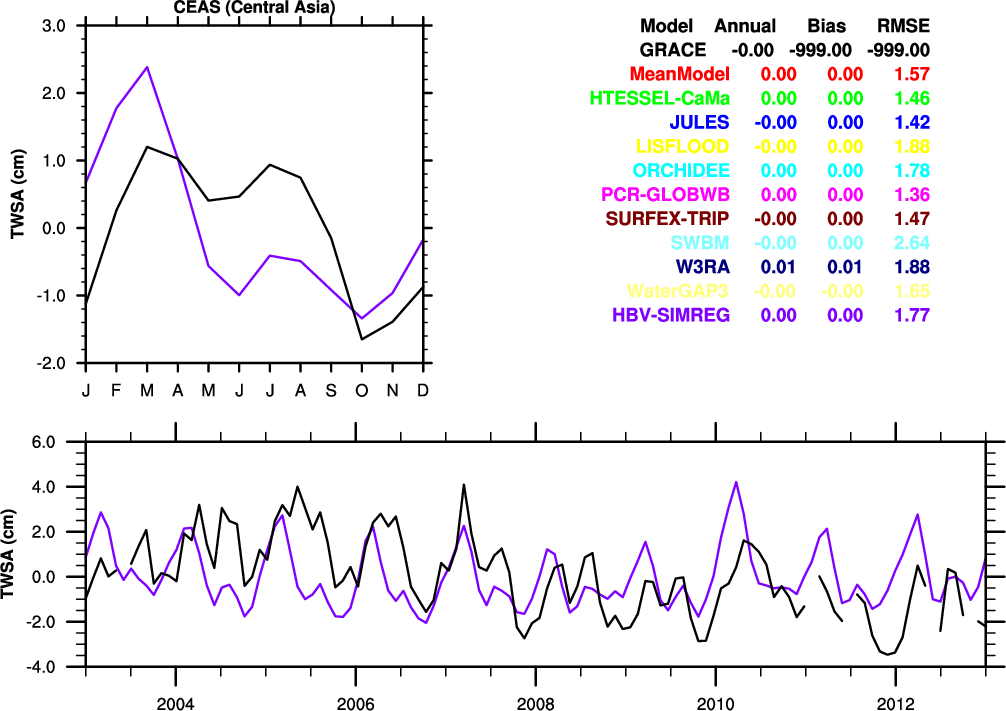 CEAS (Central Asia)
3.0
2.0
1.0
0.0
-1.0
-2.0
TWSA (cm)
J F M A M J J A S O N D
Model Annual Bias RMSE
GRACE -0.00 -999.00 -999.00
MeanModel 0.00 0.00 1.57
HTESSEL-CaMa 0.00 0.00 1.46
JULES -0.00 0.00 1.42
LISFLOOD -0.00 0.00 1.88
ORCHIDEE 0.00 0.00 1.78
PCR-GLOBWB 0.00 0.00 1.36
SURFEX-TRIP -0.00 0.00 1.47
SWBM -0.00 0.00 2.64
W3RA 0.01 0.01 1.88
WaterGAP3 -0.00 -0.00 1.65
HBV-SIMREG 0.00 0.00 1.77
6.0
4.0
2.0
0.0
-2.0
-4.0
TWSA (cm)
2004 2006 2008 2010 2012